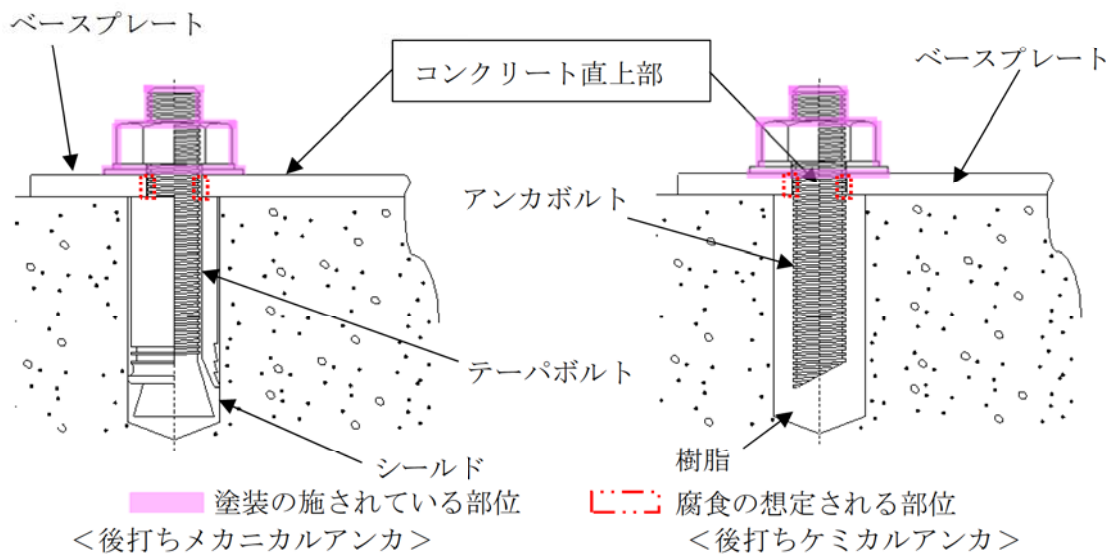 ベースプレート
コンクリート直上部
ベースプレート
アンカボルト
テーパボルト
シールド
樹脂
塗装の施されている部位
腐食の想定される部位
＜後打ちメカニカルアンカ＞
＜後打ちケミカルアンカ＞